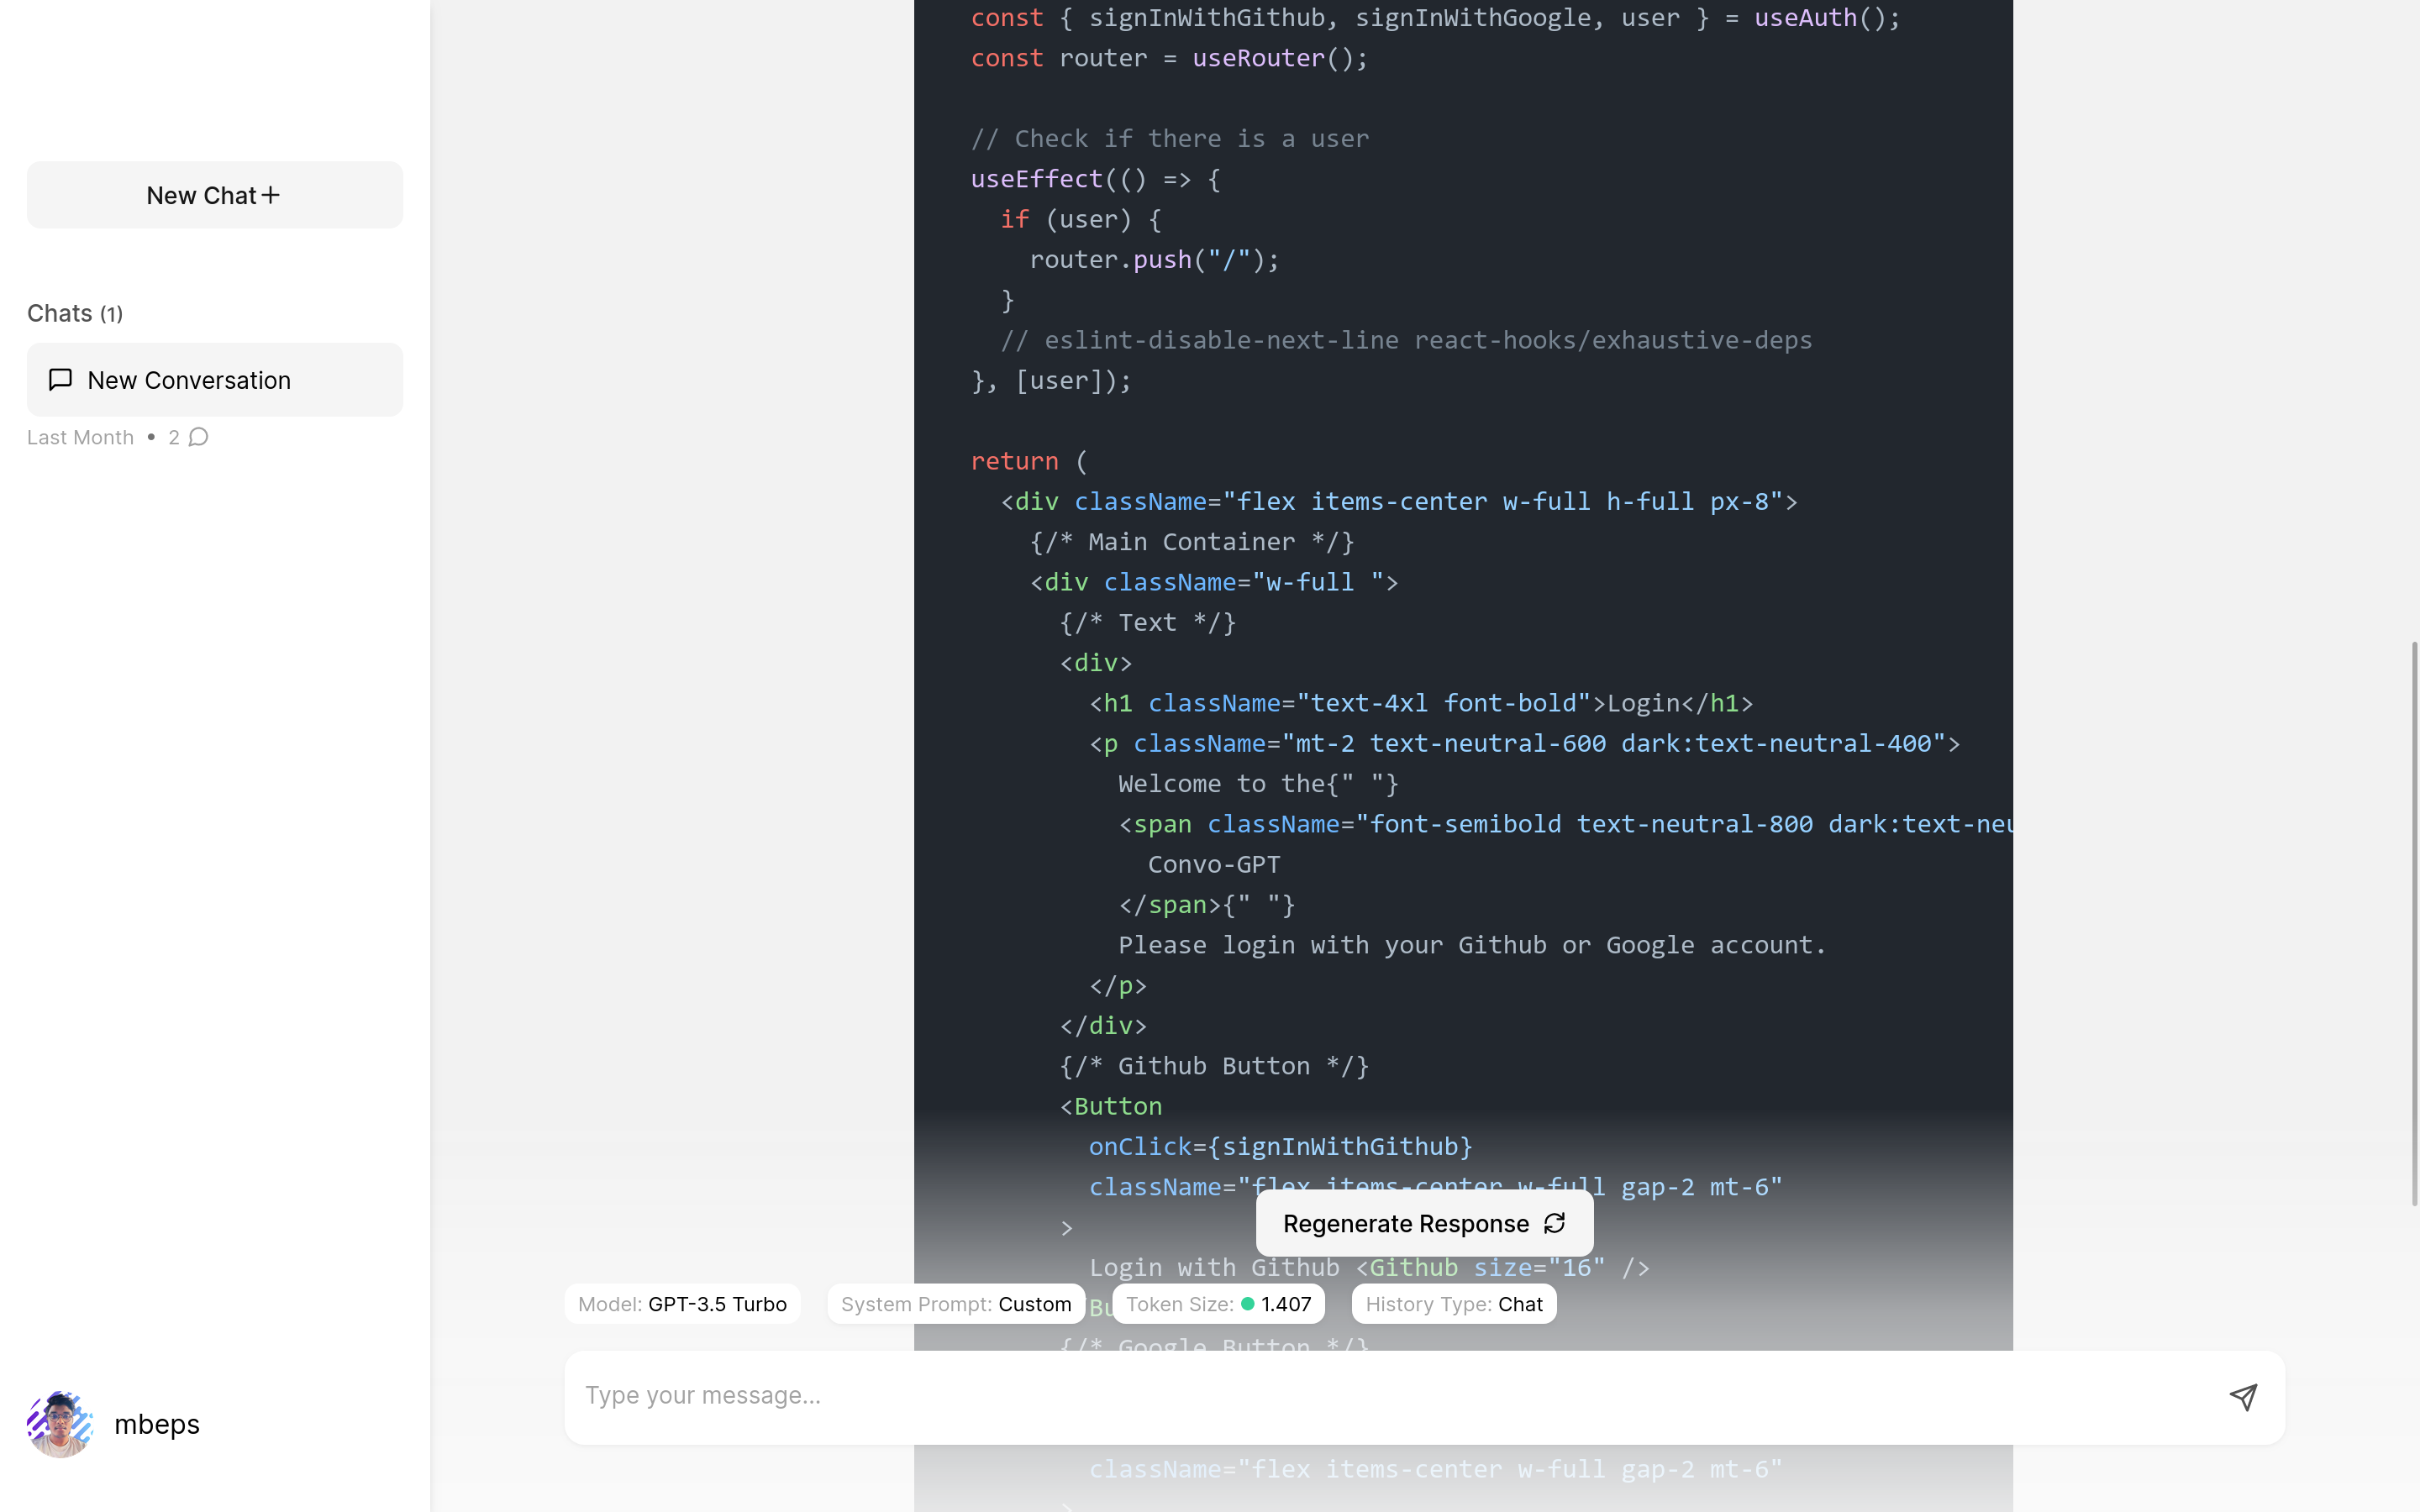 New Chat+
Chats (1)
New Conversation
Last Month • 2
mbeps
const { signInWithGithub, signInWithGoogle, user } = useAuth();
const router = useRouter();
// Check if there is a user
useEffect(() => {
if (user) {
router.push("/");
}
// eslint-disable-next-line react-hooks/exhaustive-deps
}, [user]);
return (
<div className="flex items-center w-full h-full px-8">
{/* Main Container */}
<div className="w-full ">
{/* Text */}
<div>
<h1 className="text-4xl font-bold">Login</h1>
<p className="mt-2 text-neutral-600 dark:text-neutral-400">
Welcome to the{" "}
<span className="font-semibold text-neutral-800 dark:text-neu
Convo-GPT
</span>{" "}
Please login with your Github or Google account.
</p>
</div>
{/* Github Button */}
<Button
onClick={signInWithGithub}
className="flex items-center w-full gap-2 mt-6"
>
Regenerate Response
Login with Github <Github size="16" />
Model: GPT-3.5 Turbo
System Prompt: Custom
Token Size: 1.407
History Type: Chat
{/* Google Button */}
Type your message...
className="flex items-center w-full gap-2 mt-6"